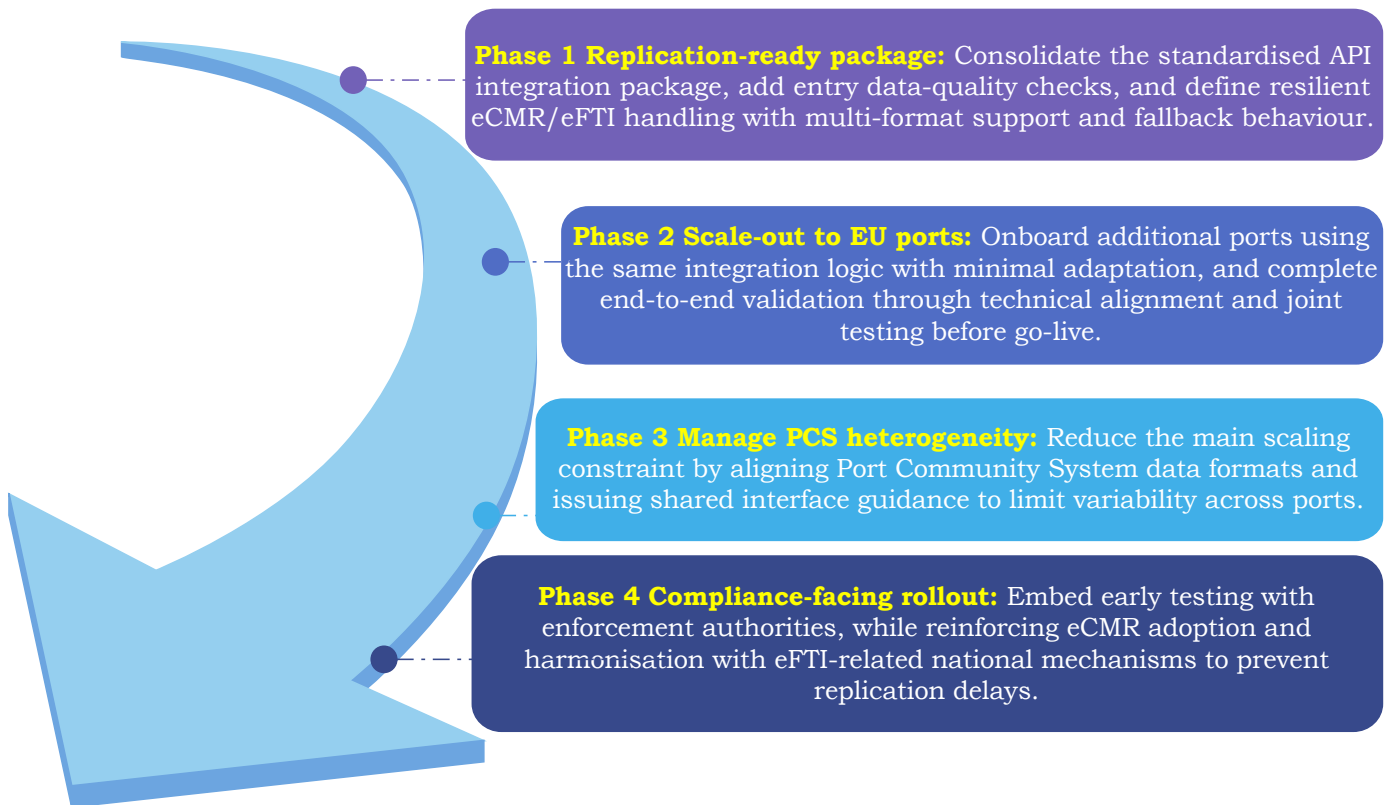 Phase 1 Replication-ready package: Consolidate the standardised API
integration package, add entry data-quality checks, and define resilient
eCMR/eFTI handling with multi-format support and fallback behaviour.
Phase 2 Scale-out to EU ports: Onboard additional ports using
the same integration logic with minimal adaptation, and complete
end-to-end validation through technical alignment and joint
testing before go-live.
Phase 3 Manage PCS heterogeneity: Reduce the main scaling
constraint by aligning Port Community System data formats and
issuing shared interface guidance to limit variability across ports.
Phase 4 Compliance-facing rollout: Embed early testing with
enforcement authorities, while reinforcing eCMR adoption and
harmonisation with eFTI-related national mechanisms to prevent
replication delays.